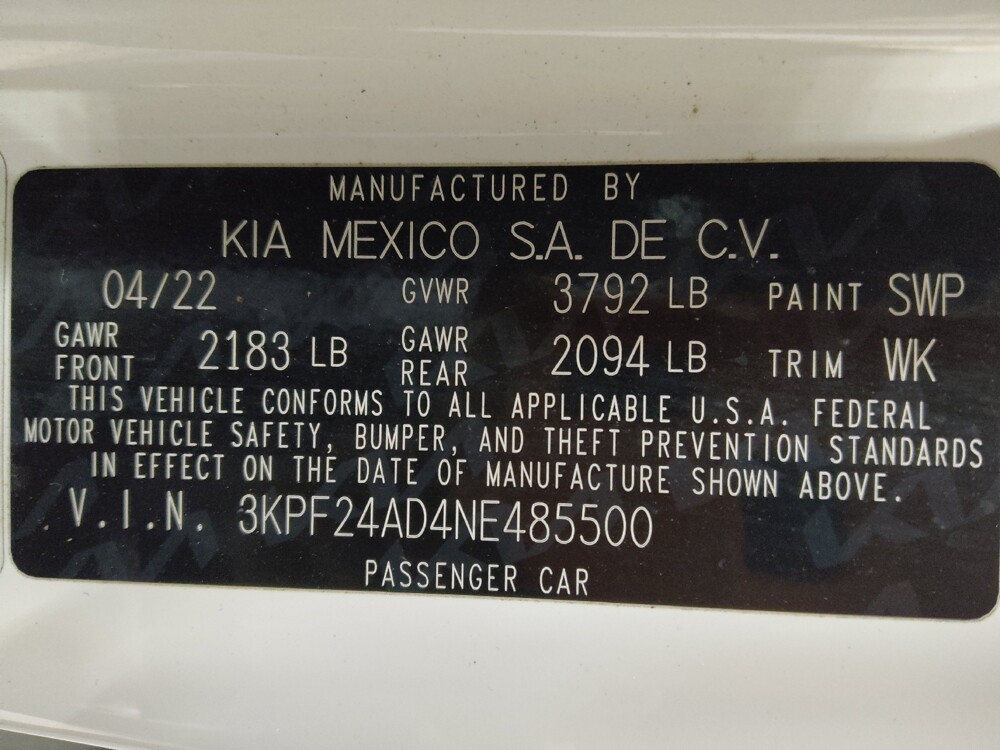 MANUFACTURED BY
KIA MEXICO S.A. DE C.V.
04/22 GVWR 3792 LB PAINT SWP
GAWR FRONT 2183 LB GAWR REAR 2094 LB TRIM WK
THIS VEHICLE CONFORMS TO ALL APPLICABLE U.S.A. FEDERAL
MOTOR VEHICLE SAFETY, BUMPER, AND THEFT PREVENTION STANDARDS
IN EFFECT ON THE DATE OF MANUFACTURE SHOWN ABOVE.
V.I.N. 3KPF24AD4NE485500
PASSENGER CAR